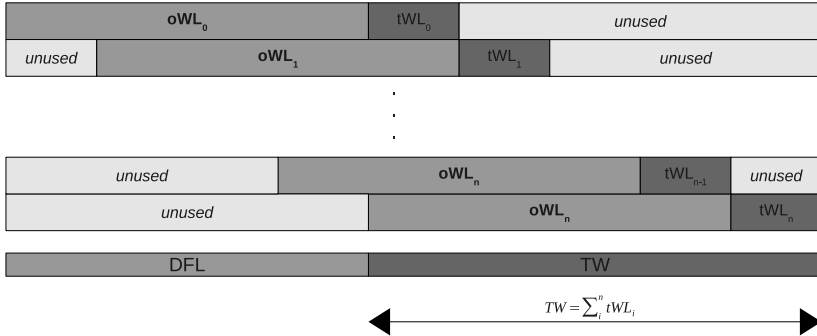 oWL₀ tWL₀ unused
unused oWL₁ tWL₁ unused
unused oWLₙ tWLₙ₋₁ unused
unused oWLₙ tWLₙ
DFL TW
TW=∑ᵢⁿ tWLᵢ